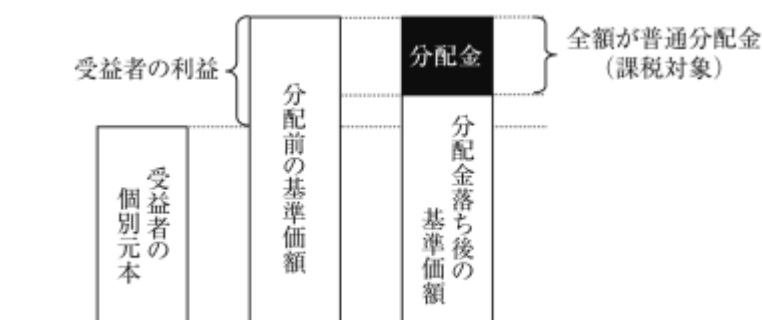 受益者の利益
分配金
全額が普通分配金
（課税対象）
受益者の
個別元本
分配前の基準価額
分配金落ち後の
基準価額